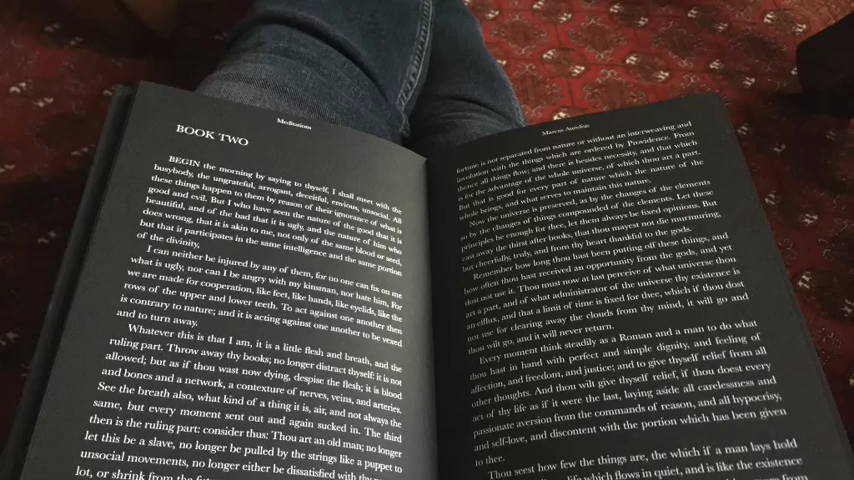 Meditations
BOOK TWO
BEGIN the morning by saying to thyself, I shall meet with the
busybody, the ungrateful, arrogant, deceitful, envious, unsocial. All
these things happen to them by reason of their ignorance of what is
good and evil. But I who have seen the nature of the good that it is
beautiful, and of the bad that it is ugly, and the nature of him who
does wrong, that it is akin to me, not only of the same blood or seed,
but that it participates in the same intelligence and the same portion
of the divinity,
I can neither be injured by any of them, for no one can fix on me
what is ugly, nor can I be angry with my kinsman, nor hate him, For
we are made for cooperation, like feet, like hands, like eyelids, like the
rows of the upper and lower teeth. To act against one another then
is contrary to nature; and it is acting against one another to be vexed
and to turn away.
Whatever this is that I am, it is a little flesh and breath, and the
ruling part. Throw away thy books; no longer distract thyself: it is not
allowed; but as if thou wast now dying, despise the flesh; it is blood
and bones and a network, a contexture of nerves, veins, and arteries.
See the breath also, what kind of a thing it is, air, and not always the
same, but every moment sent out and again sucked in. The third
then is the ruling part: consider thus: Thou art an old man; no longer
let this be a slave, no longer be pulled by the strings like a puppet to
unsocial movements, no longer either be dissatisfied with thy
lot, or shrink from the
Marcus Aurelius
fortune is not separated from nature or without an interweaving and
involution with the things which are ordered by Providence. From
thence all things flow; and there is besides necessity, and that which
is for the advantage of the whole universe, of which thou art a part.
But that is good for every part of nature which the nature of the
whole brings, and what serves to maintain this nature.
Now the universe is preserved, as by the changes of the elements
so by the changes of things compounded of the elements. Let these
principles be enough for thee, let them always be fixed opinions. But
cast away the thirst after books, that thou mayest not die murmuring,
but cheerfully, truly, and from thy heart thankful to the gods.
Remember how long thou hast been putting off these things, and
how often thou hast received an opportunity from the gods, and yet
dost not use it. Thou must now at last perceive of what universe thou
art a part, and of what administrator of the universe thy existence is
an efflux, and that a limit of time is fixed for thee, which if thou dost
not use for clearing away the clouds from thy mind, it will go and
thou wilt go, and it will never return.
Every moment think steadily as a Roman and a man to do what
thou hast in hand with perfect and simple dignity, and feeling of
affection, and freedom, and justice; and to give thyself relief from all
other thoughts. And thou wilt give thyself relief, if thou doest every
act of thy life as if it were the last, laying aside all carelessness and
passionate aversion from the commands of reason, and all hypocrisy,
and self-love, and discontent with the portion which has been given
to thee.
Thou seest how few the things are, the which if a man lays hold
life which flows in quiet, and is like the existence